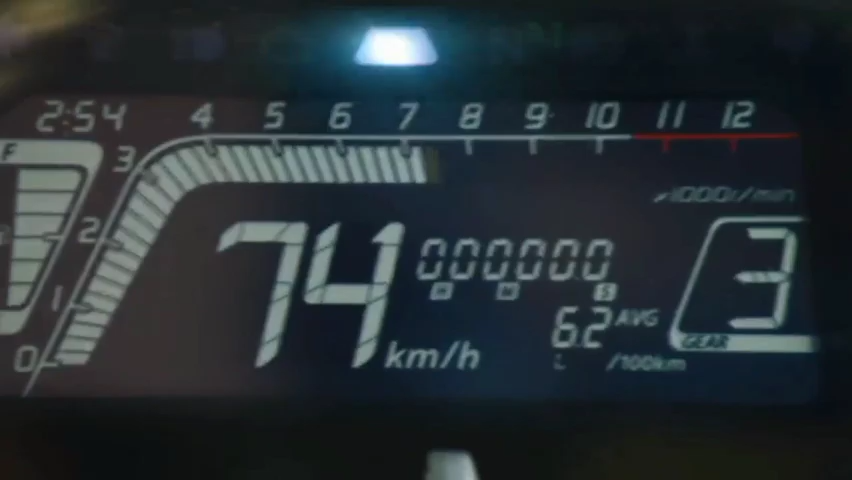 2:54 4 5 6 7 8 9 10 11 12
F 3
×1000r/min
2
74 km/h 000000 3
H M S
1
6.2 AVG
GEAR
0
L /100km